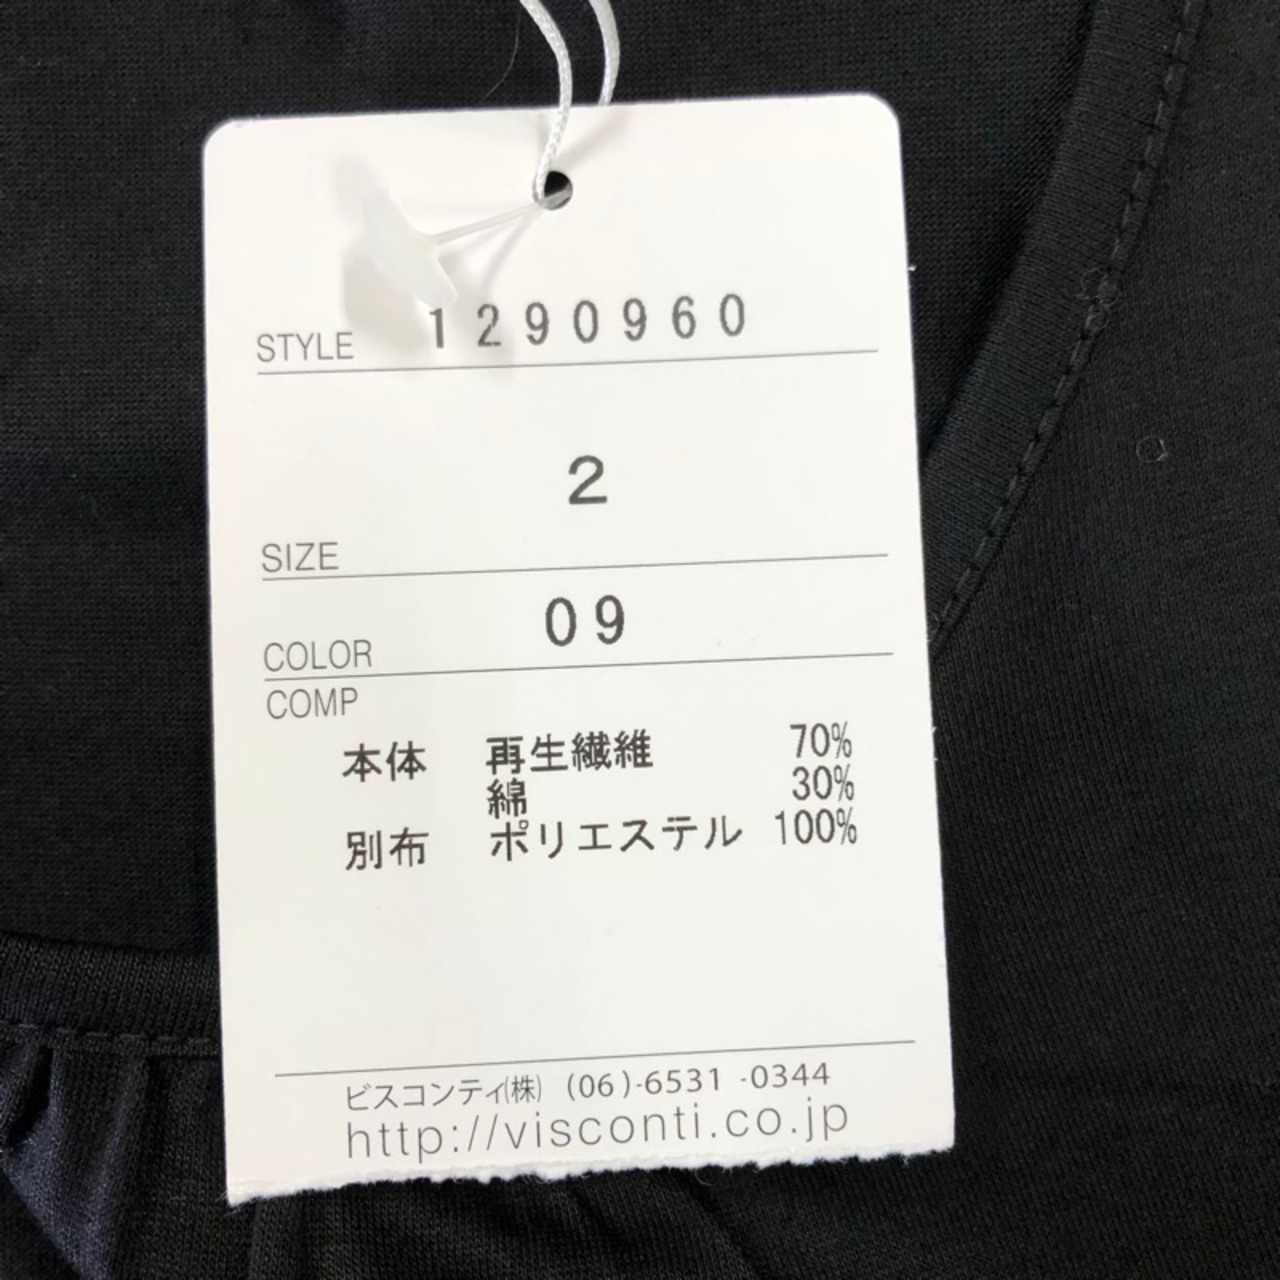 STYLE 1290960
2
SIZE
COLOR 09
COMP
本体 再生繊維 70%
綿 30%
別布 ポリエステル 100%
ビスコンティ(株) (06)-6531 -0344
http://visconti.co.jp